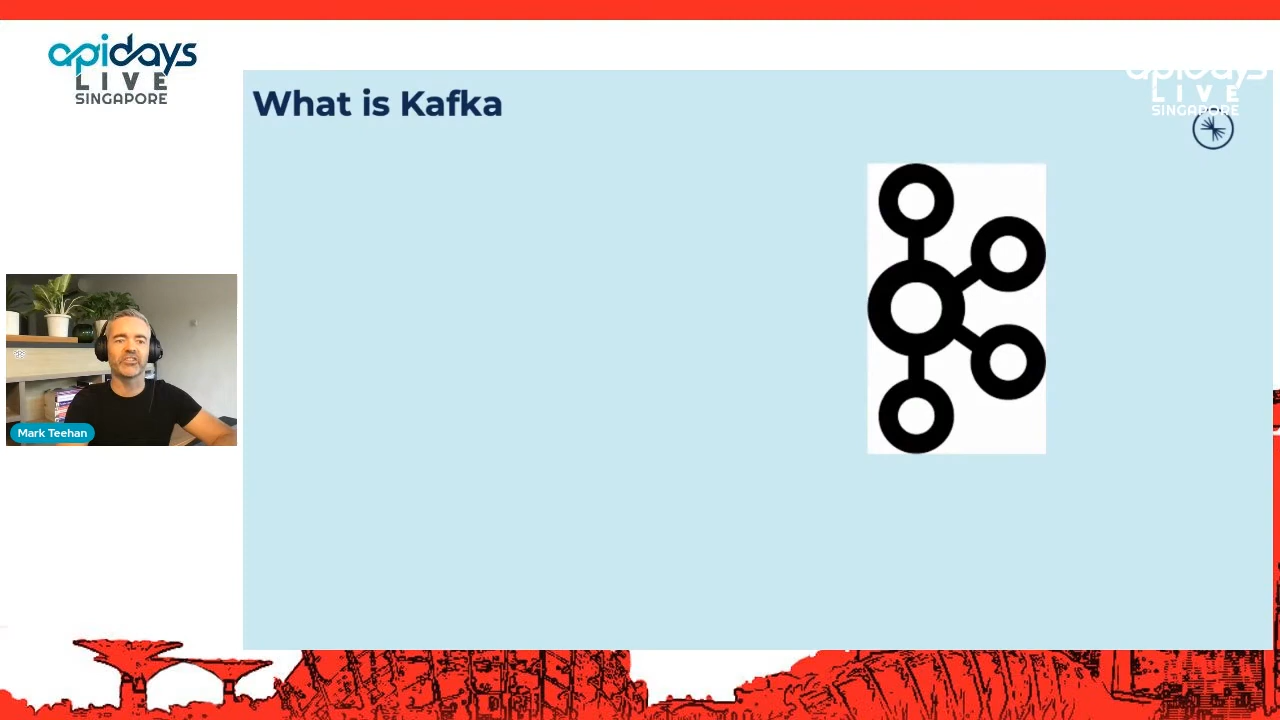 apidays
LIVE
SINGAPORE
What is Kafka
apidays
LIVE
SINGAPORE
Mark Teehan